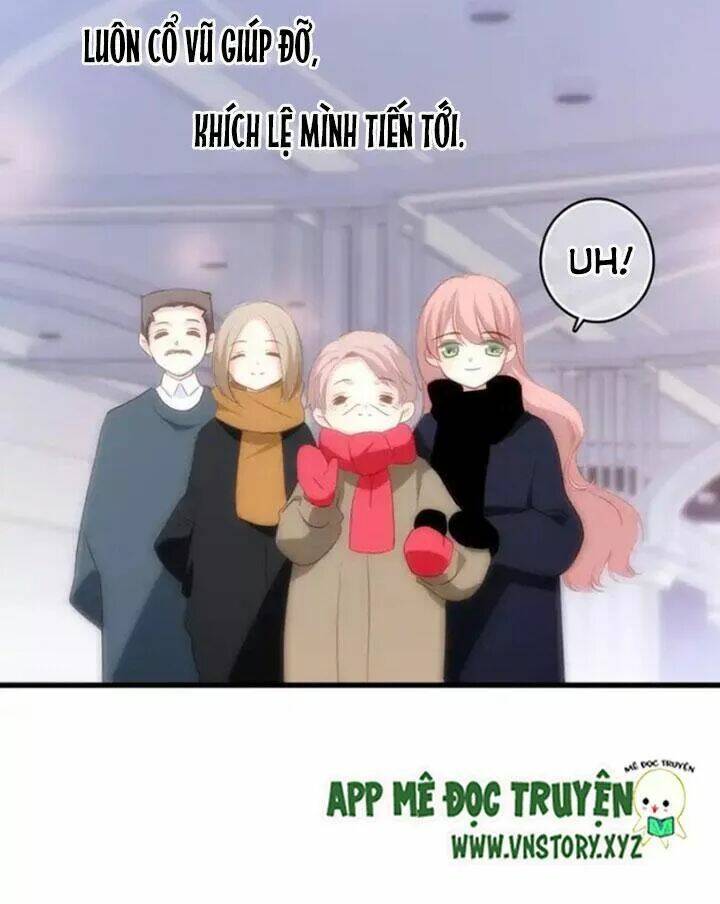 LUÔN CỔ VŨ GIÚP ĐỠ,
KHÍCH LỆ MÌNH TIẾN TỚI.
UH!
MÊ ĐỌC TRUYỆN
APP MÊ ĐỌC TRUYỆN
WWW.VNSTORY.XYZ